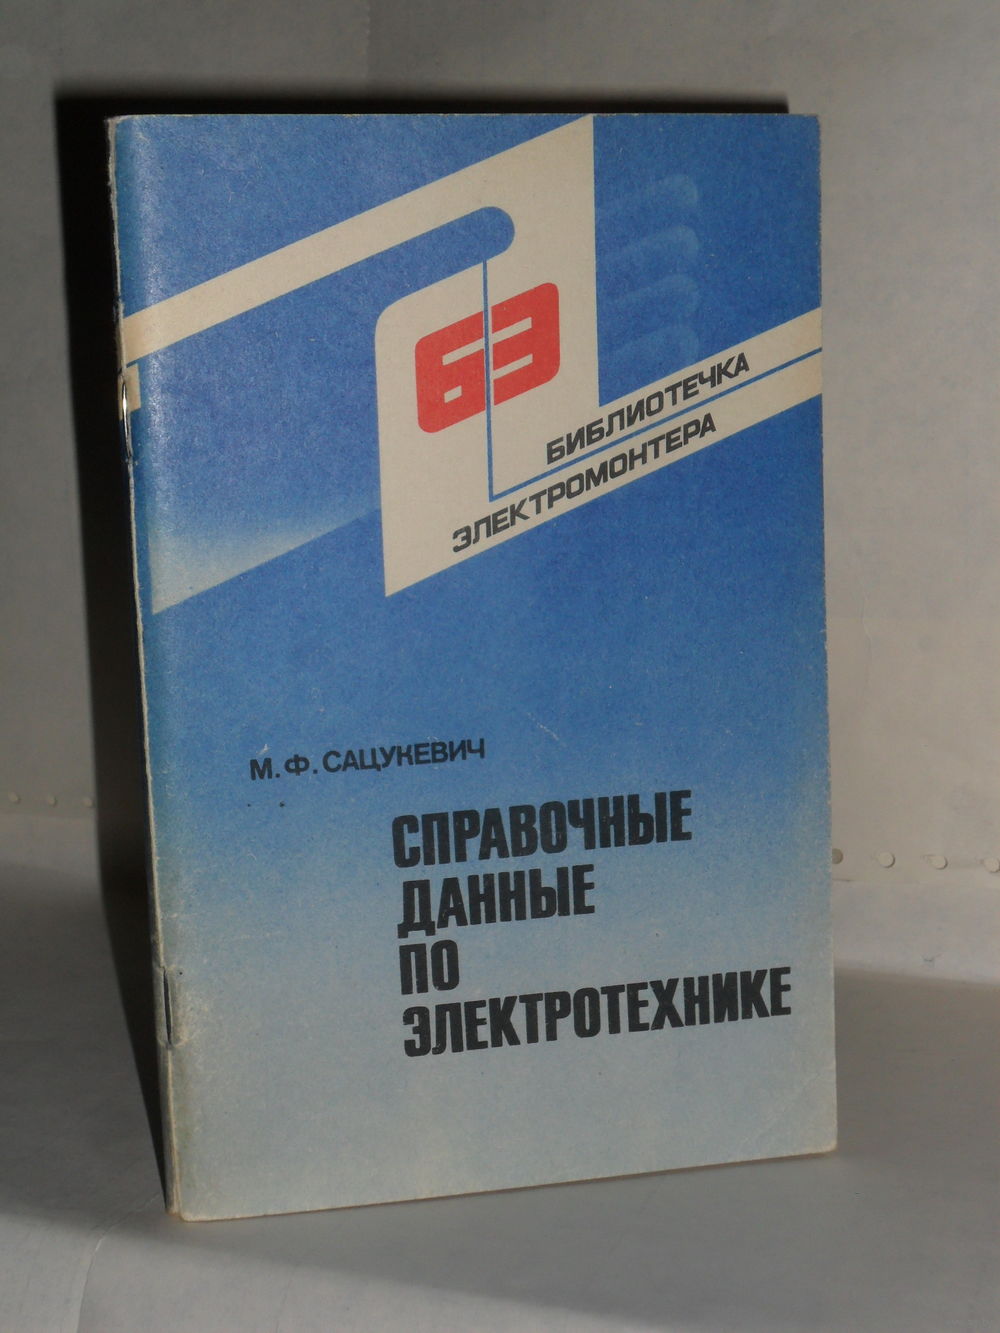 БЭ
БИБЛИОТЕЧКА
ЭЛЕКТРОМОНТЕРА
М. Ф. САЦУКЕВИЧ
СПРАВОЧНЫЕ
ДАННЫЕ
ПО
ЭЛЕКТРОТЕХНИКЕ